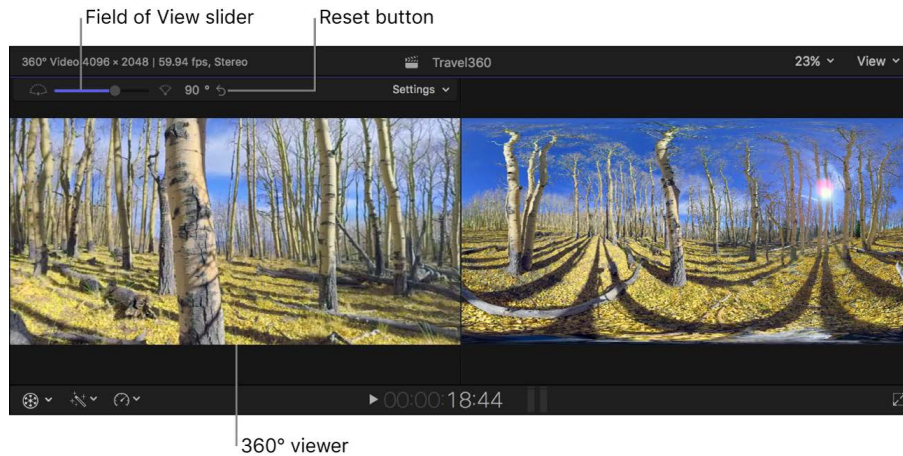 Field of View slider
Reset button
360° Video 4096 × 2048 | 59.94 fps, Stereo
Travel360
23%
View
90 °
Settings
00:00:18:44
360° viewer